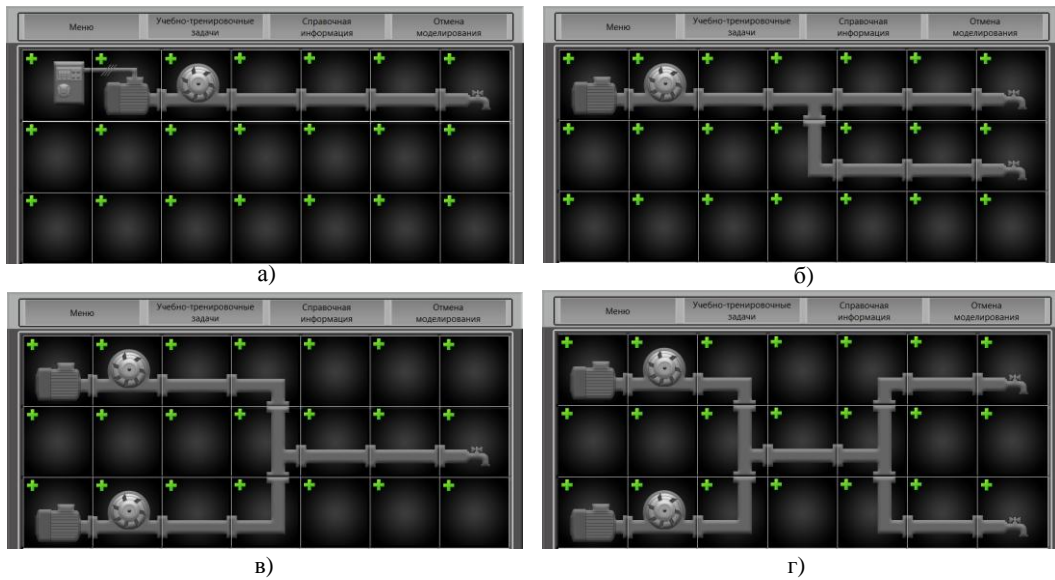 Меню
Учебно-тренировочные
задачи
Справочная
информация
Отмена
моделирования
Меню
Учебно-тренировочные
задачи
Справочная
информация
Отмена
моделирования
а)
б)
Меню
Учебно-тренировочные
задачи
Справочная
информация
Отмена
моделирования
Меню
Учебно-тренировочные
задачи
Справочная
информация
Отмена
моделирования
в)
г)